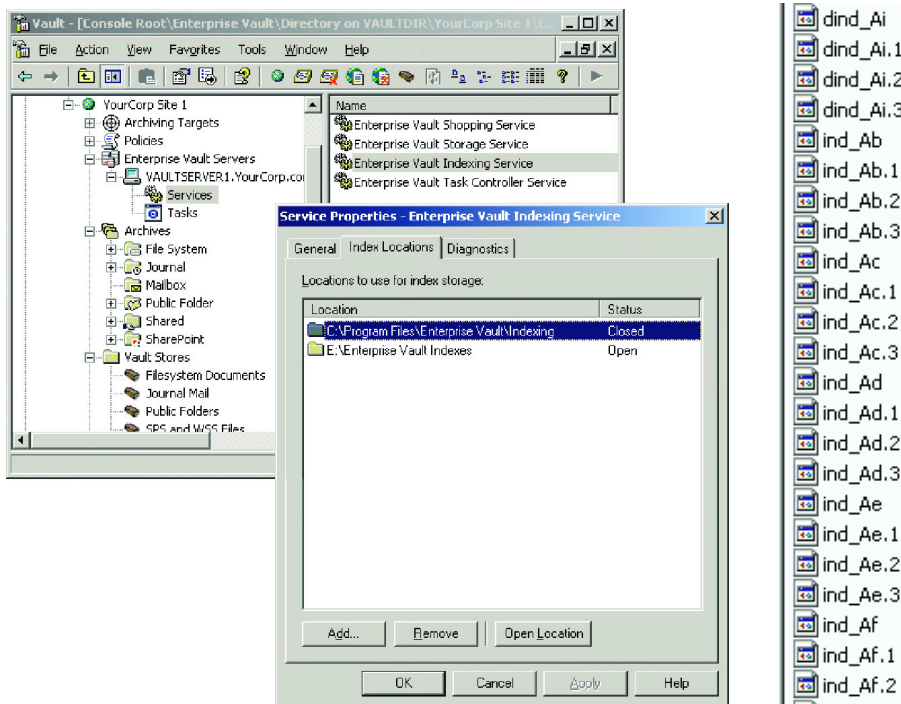 Vault - [Console Root\Enterprise Vault\Directory on VAULTDIR\YourCorp Site 1\E...
File Action View Favorites Tools Window Help
YourCorp Site 1
Archiving Targets
Policies
Enterprise Vault Servers
VAULTSERVER1.YourCorp.co
Services
Tasks
Archives
File System
Journal
Mailbox
Public Folder
Shared
SharePoint
Vault Stores
Filesystem Documents
Journal Mail
Public Folders
SPS and WSS Files
Name
Enterprise Vault Shopping Service
Enterprise Vault Storage Service
Enterprise Vault Indexing Service
Enterprise Vault Task Controller Service
Service Properties - Enterprise Vault Indexing Service
General Index Locations Diagnostics
Locations to use for index storage:
Location Status
C:\Program Files\Enterprise Vault\Indexing Closed
E:\Enterprise Vault Indexes Open
Add... Remove Open Location
OK Cancel Apply Help
dind_Ai
dind_Ai.1
dind_Ai.2
dind_Ai.3
ind_Ab
ind_Ab.1
ind_Ab.2
ind_Ab.3
ind_Ac
ind_Ac.1
ind_Ac.2
ind_Ac.3
ind_Ad
ind_Ad.1
ind_Ad.2
ind_Ad.3
ind_Ae
ind_Ae.1
ind_Ae.2
ind_Ae.3
ind_Af
ind_Af.1
ind_Af.2